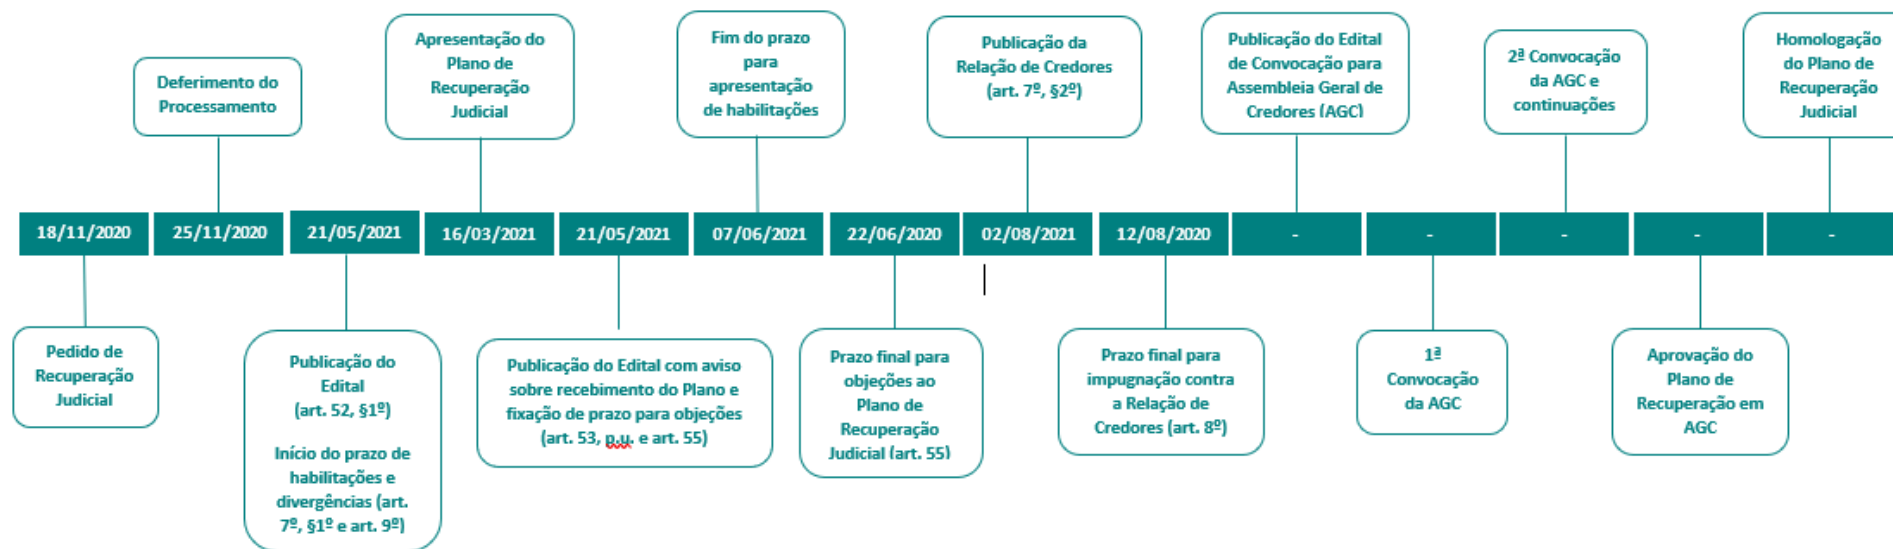 Deferimento do
Processamento
Apresentação do
Plano de
Recuperação
Judicial
Fim do prazo
para
apresentação
de habilitações
Publicação da
Relação de Credores
(art. 7º, §2º)
Publicação do Edital
de Convocação para
Assembleia Geral de
Credores (AGC)
2ª Convocação
da AGC e
continuações
Homologação
do Plano de
Recuperação
Judicial
18/11/2020
25/11/2020
21/05/2021
16/03/2021
21/05/2021
07/06/2021
22/06/2020
02/08/2021
12/08/2020
-
-
-
-
-
Pedido de
Recuperação
Judicial
Publicação do
Edital
(art. 52, §1º)
Início do prazo de
habilitações e
divergências (art.
7º, §1º e art. 9º)
Publicação do Edital com aviso
sobre recebimento do Plano e
fixação de prazo para objeções
(art. 53, p.u. e art. 55)
Prazo final para
objeções ao
Plano de
Recuperação
Judicial (art. 55)
Prazo final para
impugnação contra
a Relação de
Credores (art. 8º)
1ª
Convocação
da AGC
Aprovação do
Plano de
Recuperação em
AGC